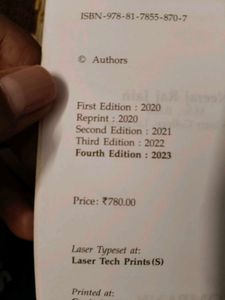 ISBN-978-81-7855-870-7
© Authors
First Edition : 2020
Reprint : 2020
Second Edition : 2021
Third Edition : 2022
Fourth Edition : 2023
Price: ₹780.00
Laser Typeset at:
Laser Tech Prints(S)
Printed at: